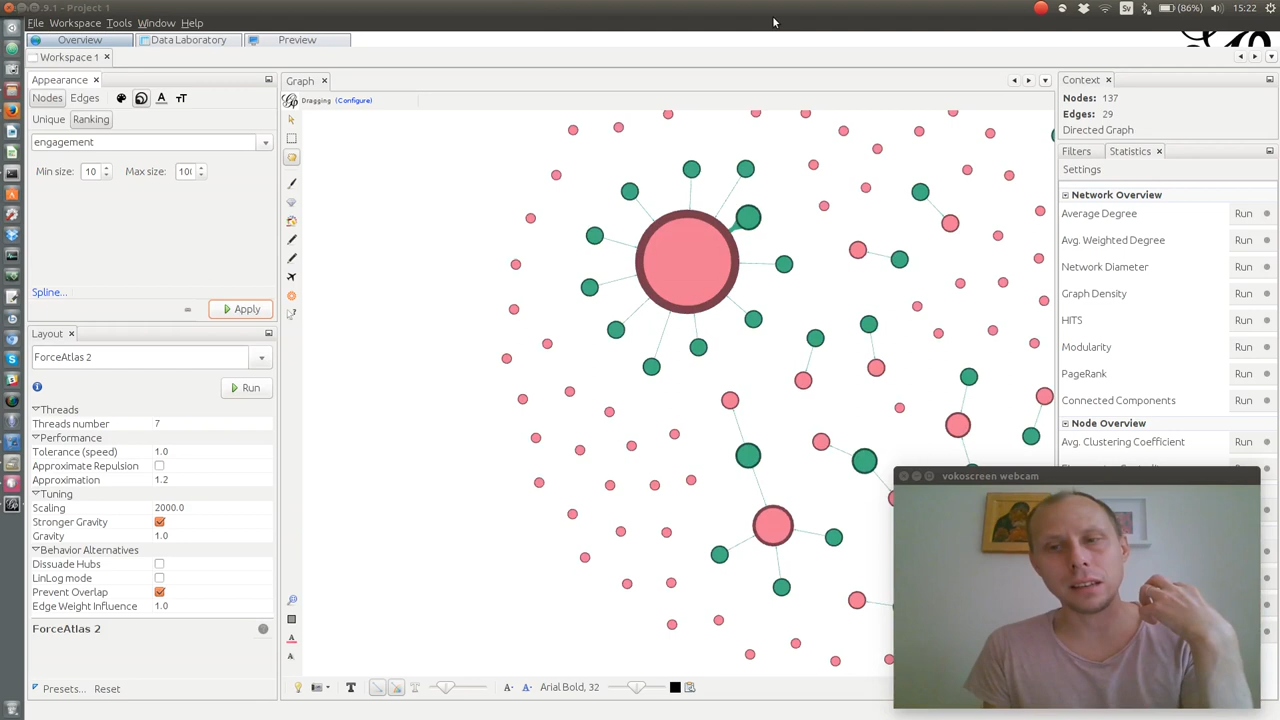 .9.1 - Project 1
Sv
(86%)
15:22
File Workspace Tools Window Help
Overview
Data Laboratory
Preview
Workspace 1
Appearance
Graph
Context
Dragging (Configure)
Nodes Edges
Nodes: 137
Edges: 29
Directed Graph
Unique Ranking
engagement
Filters Statistics
Min size: 10 Max size:
Settings
Network Overview
Average Degree Run
Avg. Weighted Degree Run
Network Diameter Run
Graph Density Run
HITS Run
Modularity Run
PageRank Run
Connected Components Run
Node Overview
Avg. Clustering Coefficient Run
Spline...
Apply
Layout
ForceAtlas 2
Run
Threads
Threads number 7
Performance
Tolerance (speed) 1.0
Approximate Repulsion
Approximation 1.2
Tuning
Scaling 2000.0
Stronger Gravity
Gravity 1.0
Behavior Alternatives
Dissuade Hubs
LinLog mode
Prevent Overlap
Edge Weight Influence 1.0
ForceAtlas 2
Presets... Reset
vokoscreen webcam
T
A
Arial Bold, 32